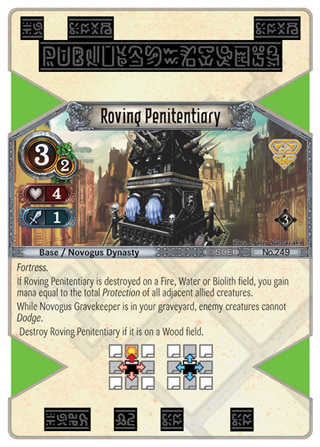 Roving Penitentiary
3
2
4
1
3
Base / Novogus Dynasty
SCE
No.249
Fortress.
If Roving Penitentiary is destroyed on a Fire, Water or Biolith field, you gain
mana equal to the total Protection of all adjacent allied creatures.
While Novogus Gravekeeper is in your graveyard, enemy creatures cannot
Dodge.
Destroy Roving Penitentiary if it is on a Wood field.